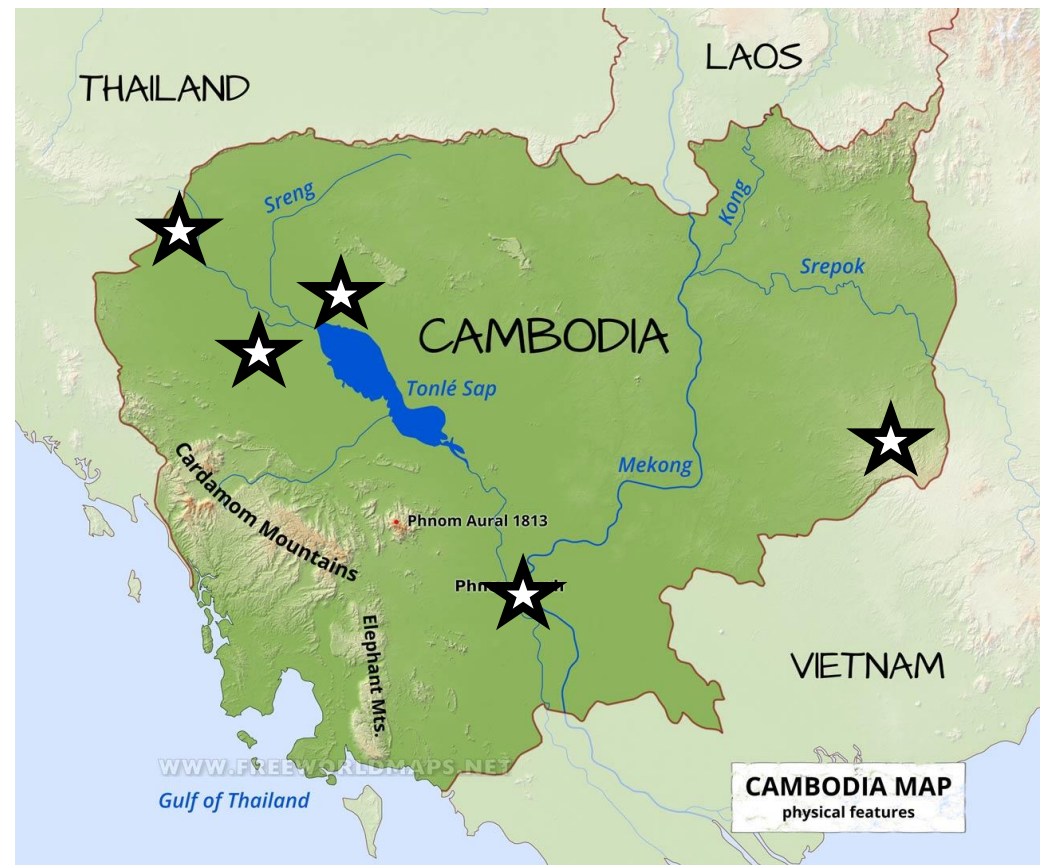 THAILAND
LAOS
Sreng
Kong
Srepok
CAMBODIA
Tonlé Sap
Mekong
Cardamom Mountains
Phnom Aural 1813
Elephant Mts.
VIETNAM
WWW.FREEWORLDMAPS.NET
Gulf of Thailand
CAMBODIA MAP
physical features